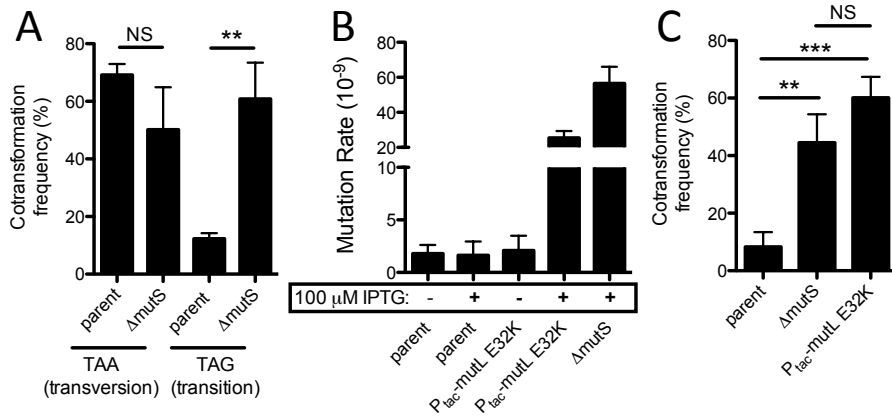 A
Cotransformation
frequency (%)
80
60
40
20
0
NS
**
parent
ΔmutS
parent
ΔmutS
TAA
(transversion)
TAG
(transition)
B
Mutation Rate (10-9)
80
60
40
20
10
5
0
100 μM IPTG: - + - + +
parent
parent
Ptac-mutL E32K
Ptac-mutL E32K
ΔmutS
C
Cotransformation
frequency (%)
80
60
40
20
0
NS
***
**
parent
ΔmutS
Ptac-mutL E32K